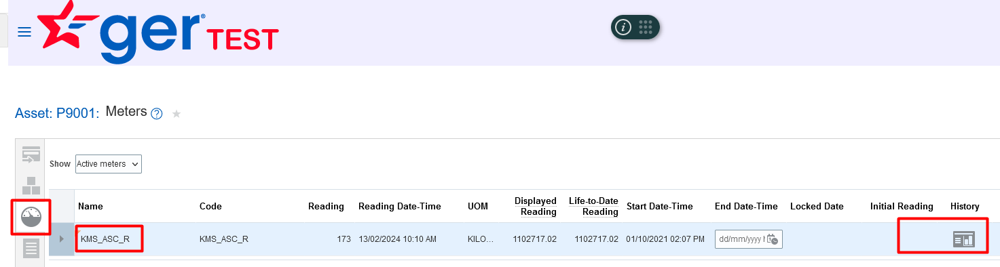 ger® TEST
i
Asset: P9001: Meters ?
Show Active meters
Name Code Reading Reading Date-Time UOM Displayed Reading Life-to-Date Reading Start Date-Time End Date-Time Locked Date Initial Reading History
KMS_ASC_R KMS_ASC_R 173 13/02/2024 10:10 AM KILO... 1102717.02 1102717.02 01/10/2021 02:07 PM dd/mm/yyyy